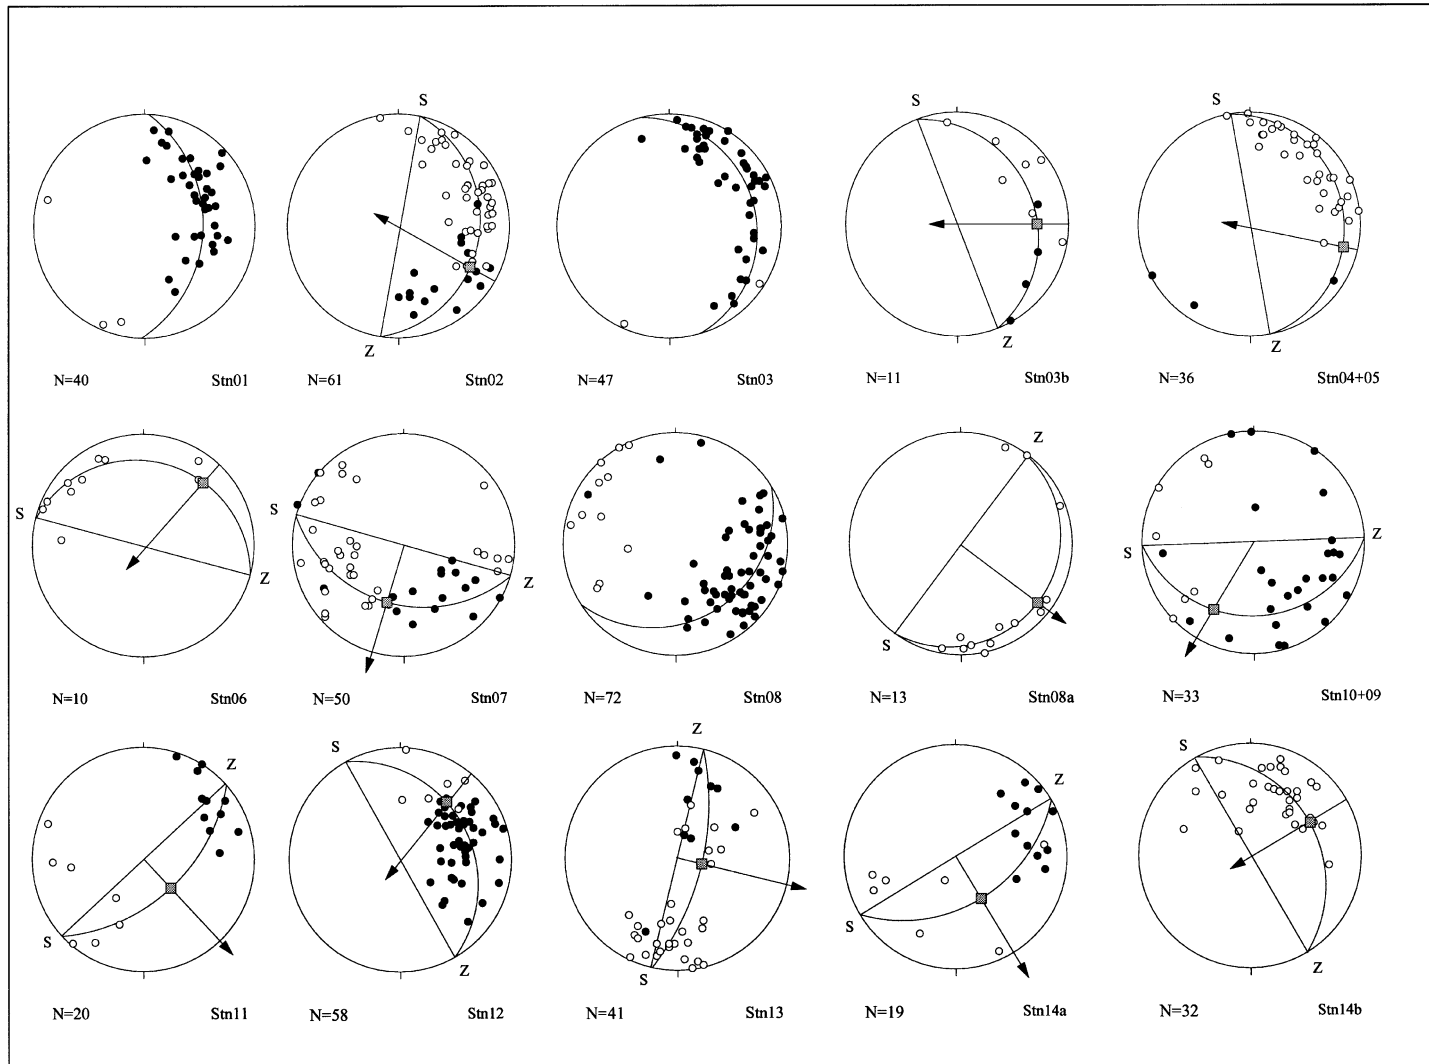 S S S
Z Z Z
N=40 Stn01 N=61 Stn02 N=47 Stn03 N=11 Stn03b N=36 Stn04+05
Z
S S S Z
Z Z S
N=10 Stn06 N=50 Stn07 N=72 Stn08 N=13 Stn08a N=33 Stn10+09
Z S Z Z S
S Z S S Z
N=20 Stn11 N=58 Stn12 N=41 Stn13 N=19 Stn14a N=32 Stn14b